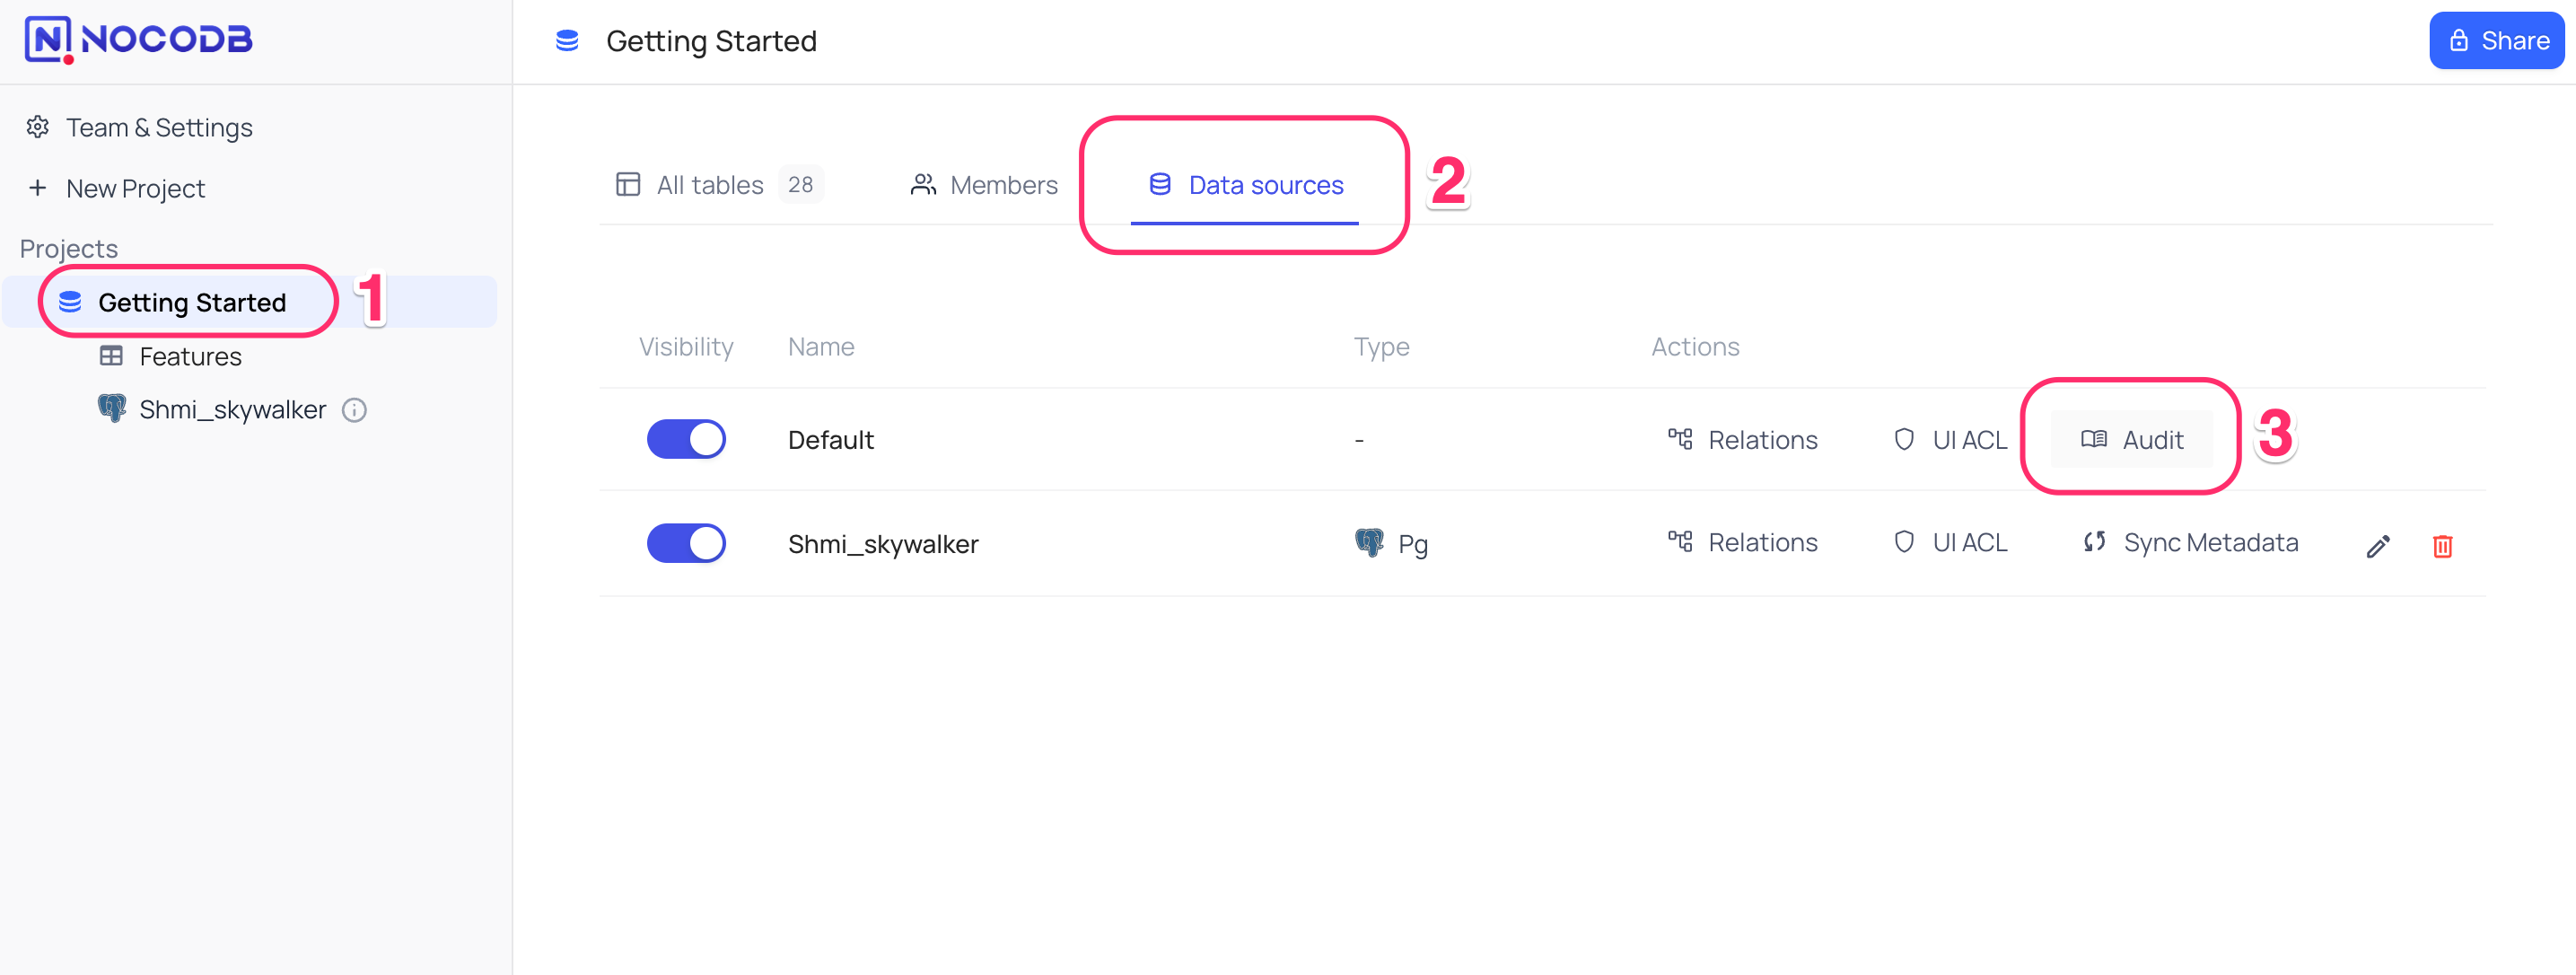 NOCODB
Getting Started
Share
Team & Settings
New Project
Projects
Getting Started 1
Features
Shmi_skywalker
All tables 28 Members Data sources 2
Visibility Name Type Actions
Default - Relations UI ACL Audit 3
Shmi_skywalker Pg Relations UI ACL Sync Metadata